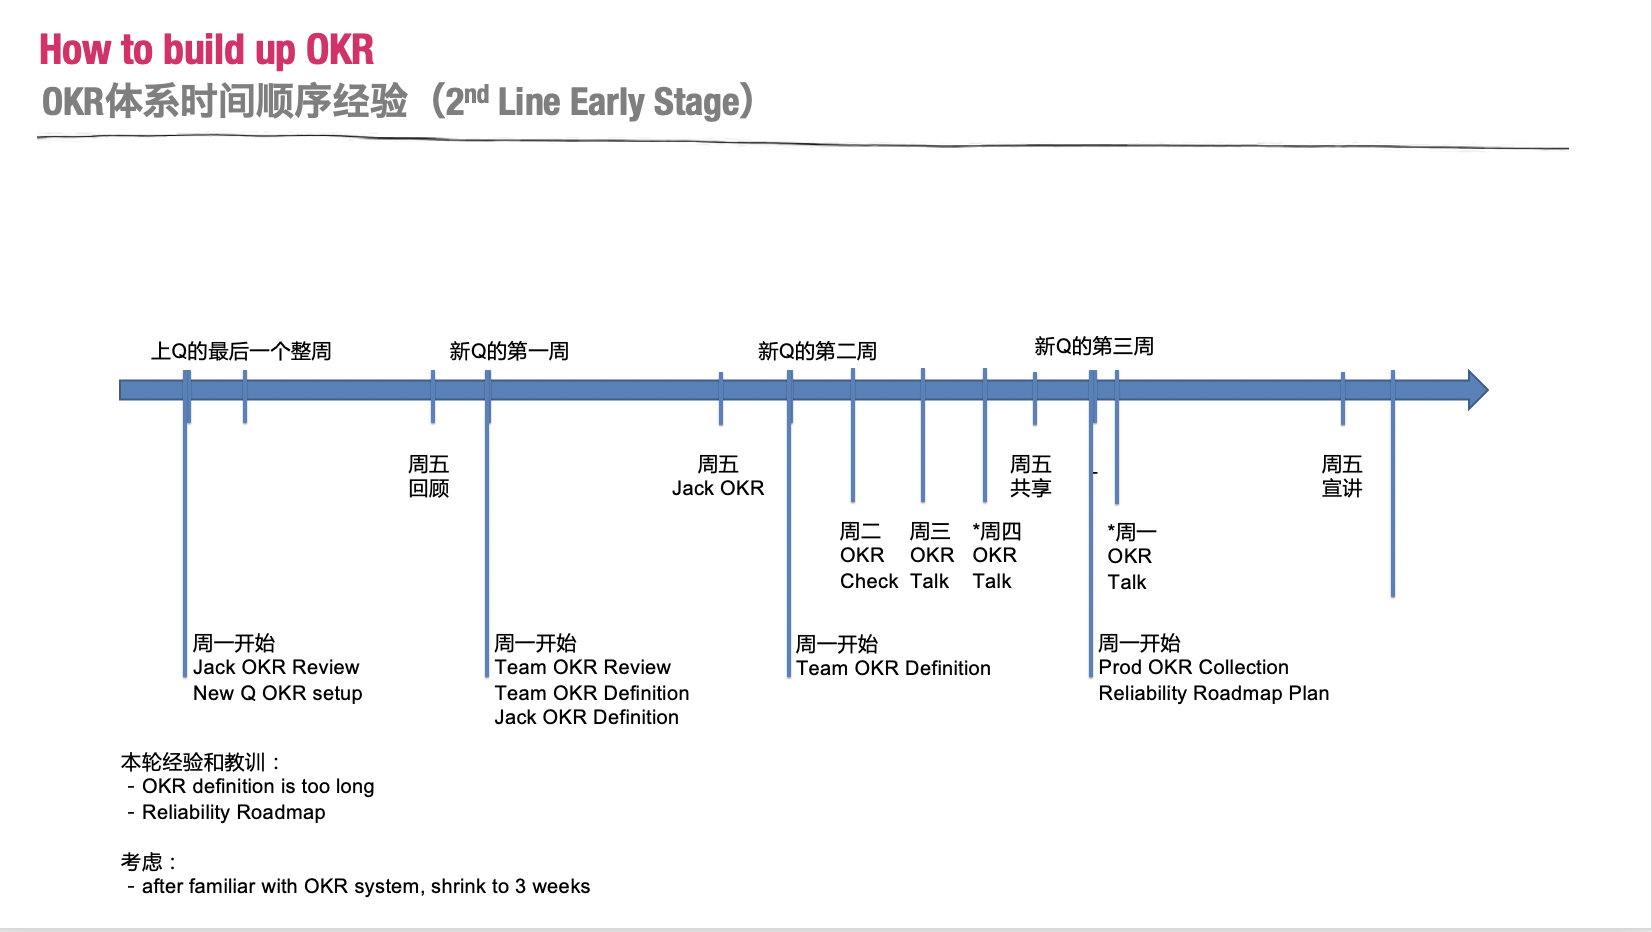 How to build up OKR
OKR体系时间顺序经验（2nd Line Early Stage）
上Q的最后一个整周
新Q的第一周
新Q的第二周
新Q的第三周
周五
回顾
周五
Jack OKR
周五
共享
-
周五
宣讲
周二
OKR
Check
周三
OKR
Talk
*周四
OKR
Talk
*周一
OKR
Talk
周一开始
Jack OKR Review
New Q OKR setup
周一开始
Team OKR Review
Team OKR Definition
Jack OKR Definition
周一开始
Team OKR Definition
周一开始
Prod OKR Collection
Reliability Roadmap Plan
本轮经验和教训：
- OKR definition is too long
- Reliability Roadmap
考虑：
- after familiar with OKR system, shrink to 3 weeks